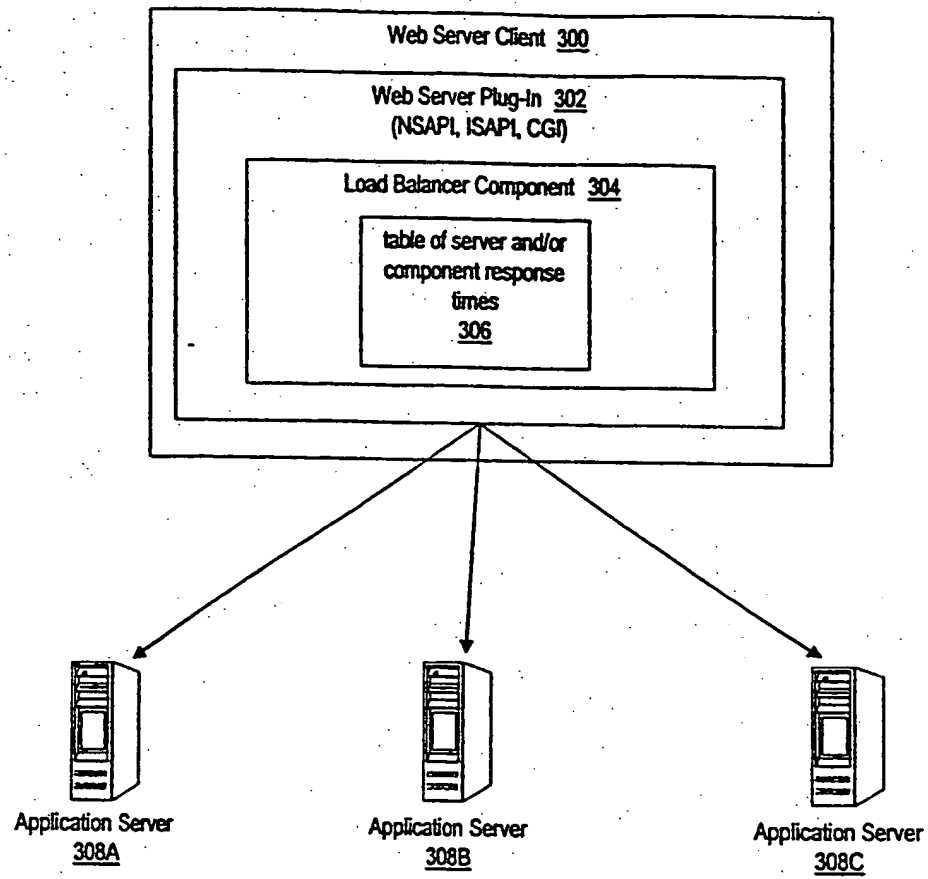 Web Server Client 300
Web Server Plug-In 302
(NSAPI, ISAPI, CGI)
Load Balancer Component 304
table of server and/or
component response
times
306
Application Server
308A
Application Server
308B
Application Server
308C